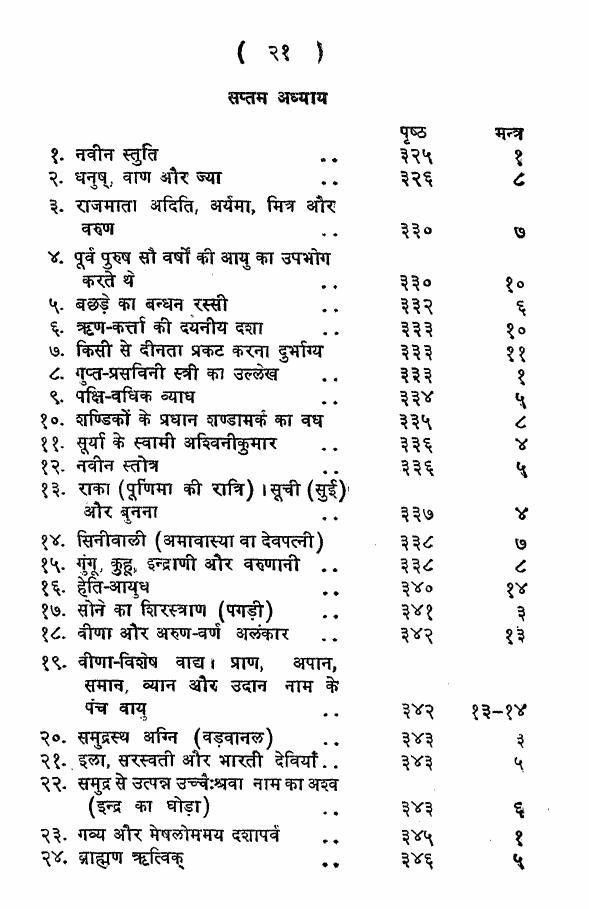 ( २१ )
सप्तम अध्याय
पृष्ठ मन्त्र
१. नवीन स्तुति .. ३२५ १
२. धनुष्, वाण और ज्या .. ३२६ ८
३. राजमाता अदिति, अर्यमा, मित्र और
वरुण .. ३३० ७
४. पूर्व पुरुष सौ वर्षों की आयु का उपभोग
करते थे .. ३३० १०
५. बछड़े का बन्धन रस्सी .. ३३२ ६
६. ऋण-कर्त्ता की दयनीय दशा .. ३३३ १०
७. किसी से दीनता प्रकट करना दुर्भाग्य ३३३ ११
८. गुप्त-प्रसविनी स्त्री का उल्लेख .. ३३३ १
९. पक्षि-वधिक व्याध .. ३३४ ५
१०. शण्डिकों के प्रधान शण्डामर्क का वध ३३५ ८
११. सूर्या के स्वामी अश्विनीकुमार .. ३३६ ४
१२. नवीन स्तोत्र .. ३३६ ५
१३. राका (पूर्णिमा की रात्रि) । सूची (सुई)
और बुनना .. ३३७ ४
१४. सिनीवाली (अमावास्या वा देवपत्नी) ३३८ ७
१५. गुंगू, कुहू, इन्द्राणी और वरुणानी .. ३३८ ८
१६. हेति-आयुध .. ३४० १४
१७. सोने का शिरस्त्राण (पगड़ी) .. ३४१ ३
१८. वीणा और अरुण-वर्ण अलंकार .. ३४२ १३
१९. वीणा-विशेष वाद्य । प्राण, अपान,
समान, व्यान और उदान नाम के
पंच वायु .. ३४२ १३-१४
२०. समुद्रस्थ अग्नि (वड़वानल) .. ३४३ ३
२१. इला, सरस्वती और भारती देवियाँ .. ३४३ ५
२२. समुद्र से उत्पन्न उच्चैःश्रवा नाम का अश्व
(इन्द्र का घोड़ा) .. ३४३ ६
२३. गव्य और मेषलोममय दशापर्व .. ३४५ १
२४. ब्राह्मण ऋत्विक् .. ३४६ ५